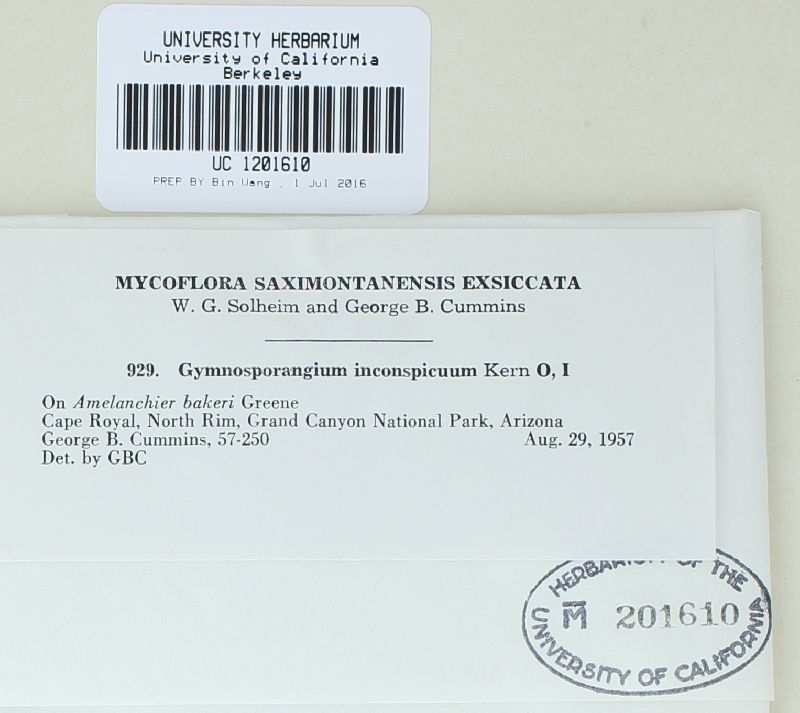 UNIVERSITY HERBARIUM
University of California
Berkeley
UC 1201610
PREP BY Bin Wang , 1 Jul 2016
MYCOFLORA SAXIMONTANENSIS EXSICCATA
W. G. Solheim and George B. Cummins
929. Gymnosporangium inconspicuum Kern O, I
On Amelanchier bakeri Greene
Cape Royal, North Rim, Grand Canyon National Park, Arizona
George B. Cummins, 57-250 Aug. 29, 1957
Det. by GBC
HERBARIUM OF THE
M 201610
UNIVERSITY OF CALIFORNIA